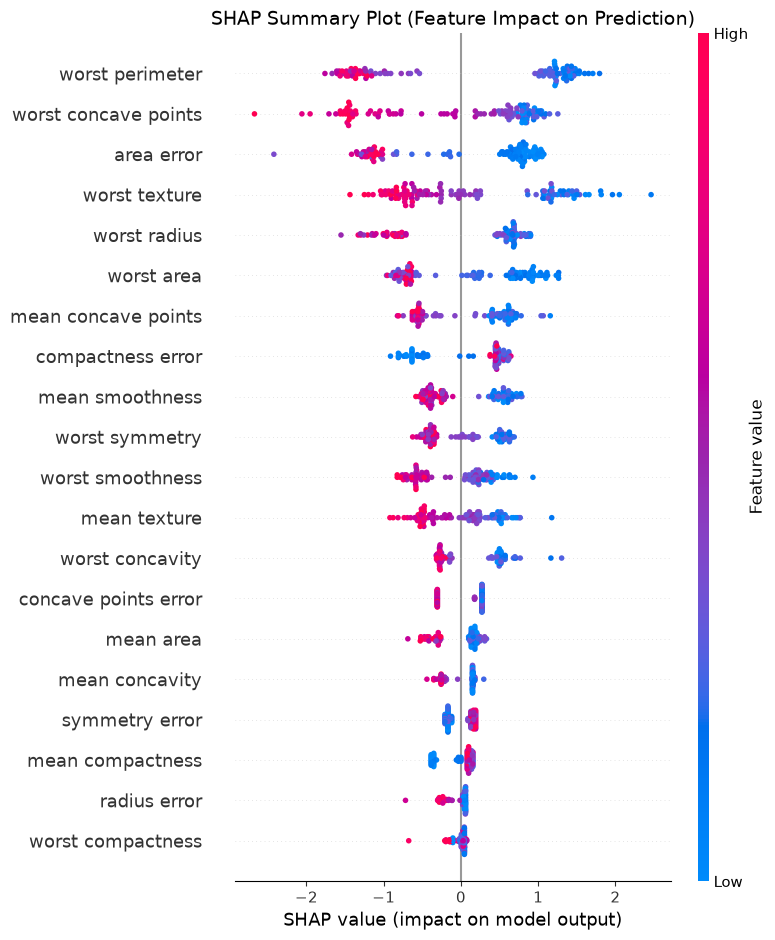 SHAP Summary Plot (Feature Impact on Prediction)
High
worst perimeter
worst concave points
area error
worst texture
worst radius
worst area
mean concave points
compactness error
mean smoothness
worst symmetry
worst smoothness
mean texture
worst concavity
concave points error
mean area
mean concavity
symmetry error
mean compactness
radius error
worst compactness
Feature value
Low
−2 −1 0 1 2
SHAP value (impact on model output)